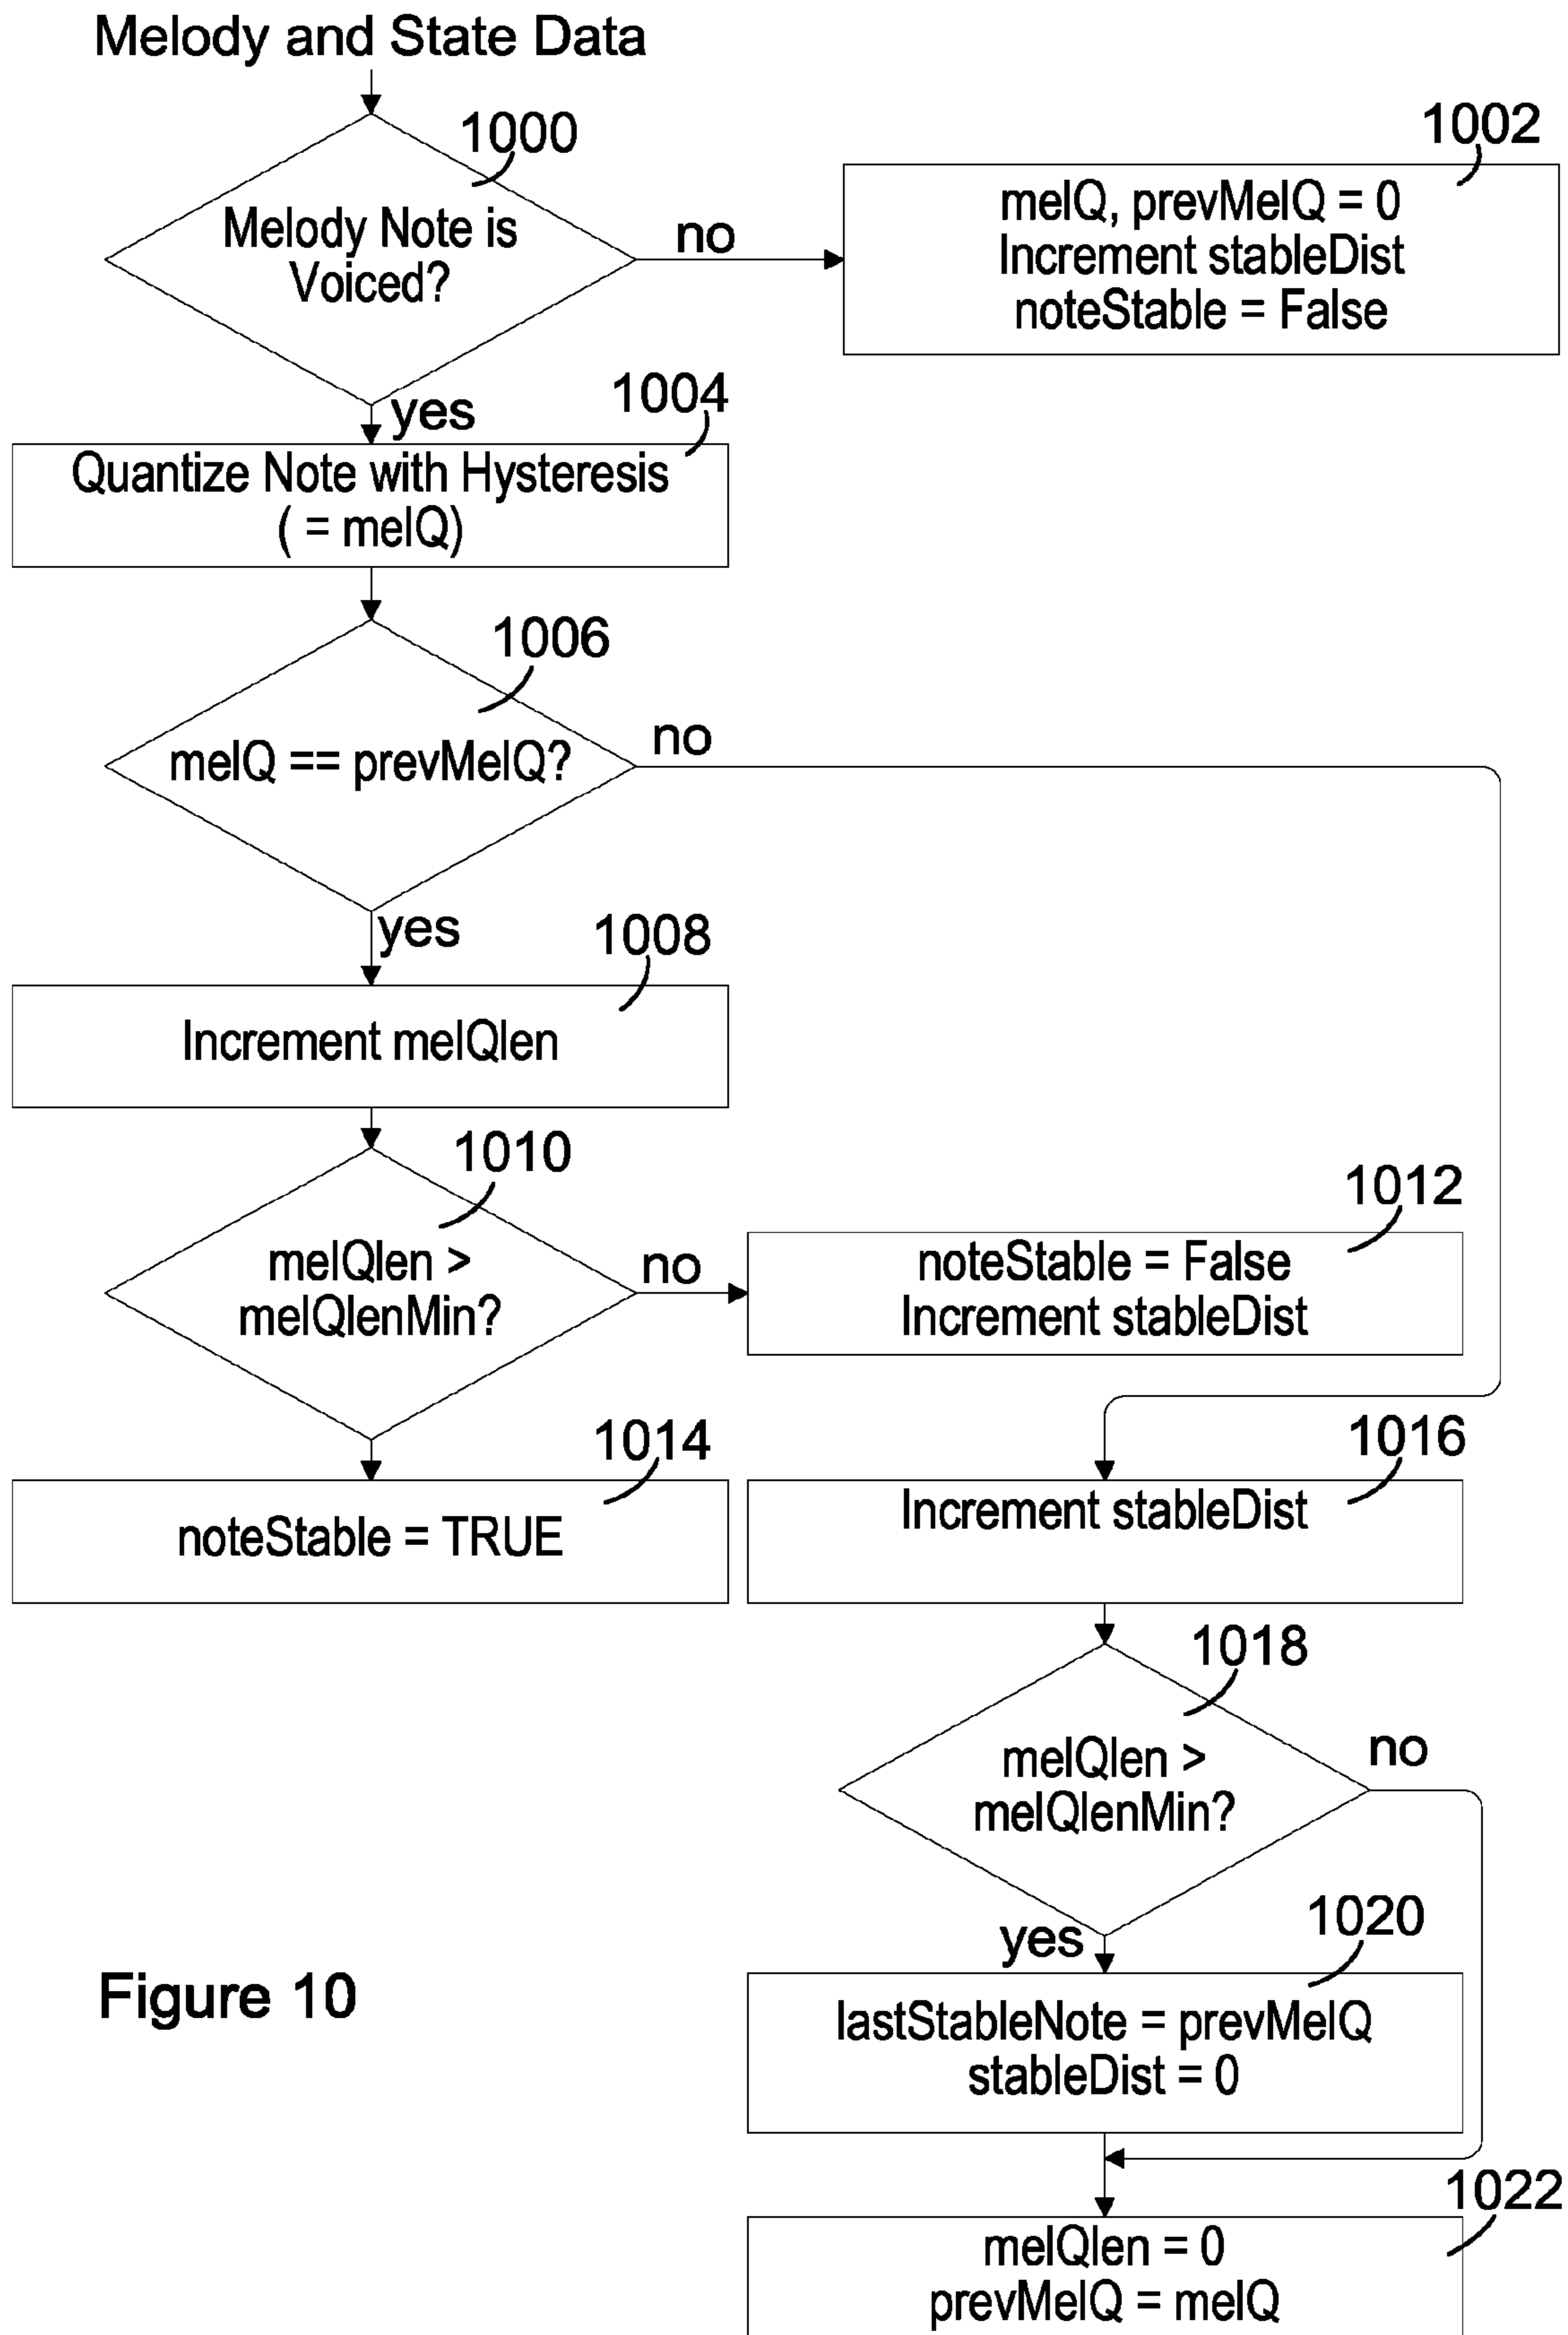 Melody and State Data
1000
Melody Note is
Voiced?
no
1002
melQ, prevMelQ = 0
Increment stableDist
noteStable = False
yes
1004
Quantize Note with Hysteresis
( = melQ)
1006
melQ == prevMelQ?
no
yes
1008
Increment melQlen
1010
melQlen >
melQlenMin?
no
1012
noteStable = False
Increment stableDist
1014
noteStable = TRUE
1016
Increment stableDist
1018
melQlen >
melQlenMin?
no
yes
1020
lastStableNote = prevMelQ
stableDist = 0
Figure 10
1022
melQlen = 0
prevMelQ = melQ